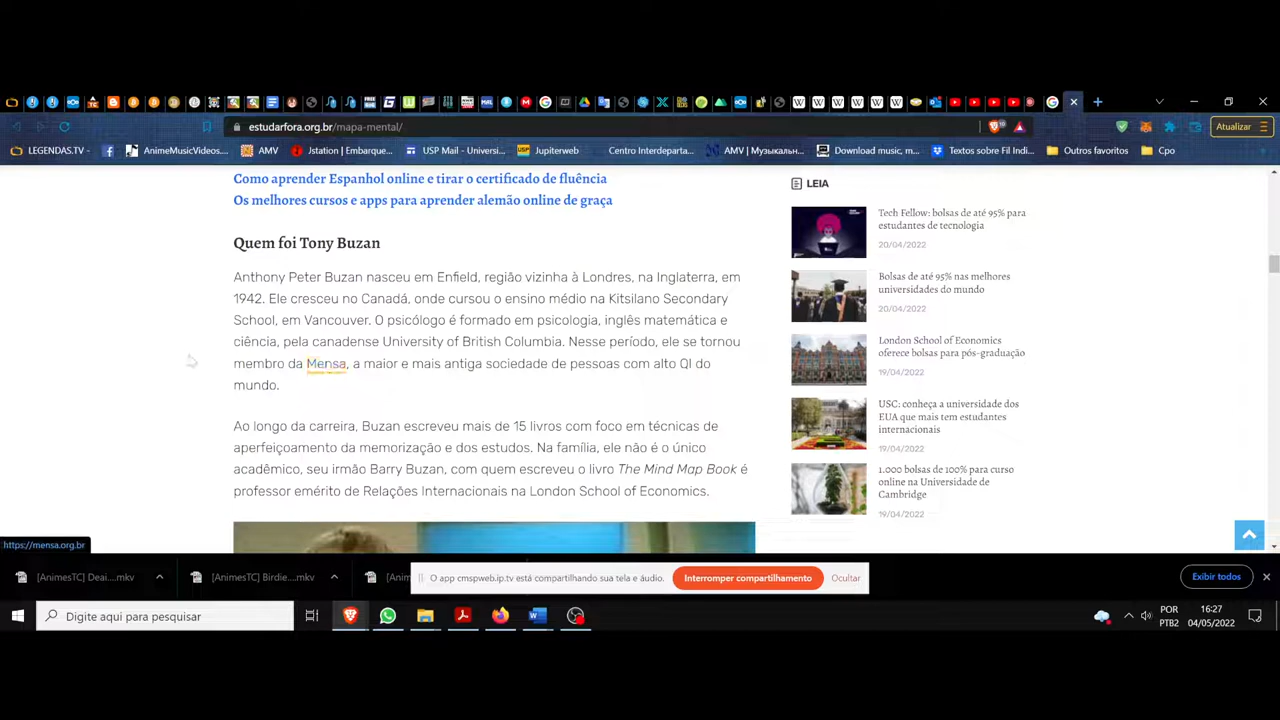 estudarfora.org.br/mapa-mental/
Atualizar
LEGENDAS.TV -
AnimeMusicVideos...
AMV
Jstation | Embarque...
USP Mail - Universi...
Jupiterweb
Centro Interdeparta...
AMV | Музыкальн...
Download music, m...
Textos sobre Fil Indi...
Outros favoritos
Cpo
Como aprender Espanhol online e tirar o certificado de fluência
Os melhores cursos e apps para aprender alemão online de graça
Quem foi Tony Buzan
Anthony Peter Buzan nasceu em Enfield, região vizinha à Londres, na Inglaterra, em
1942. Ele cresceu no Canadá, onde cursou o ensino médio na Kitsilano Secondary
School, em Vancouver. O psicólogo é formado em psicologia, inglês matemática e
ciência, pela canadense University of British Columbia. Nesse período, ele se tornou
membro da Mensa, a maior e mais antiga sociedade de pessoas com alto QI do
mundo.
Ao longo da carreira, Buzan escreveu mais de 15 livros com foco em técnicas de
aperfeiçoamento da memorização e dos estudos. Na família, ele não é o único
acadêmico, seu irmão Barry Buzan, com quem escreveu o livro The Mind Map Book é
professor emérito de Relações Internacionais na London School of Economics.
LEIA
Tech Fellow: bolsas de até 95% para
estudantes de tecnologia
20/04/2022
Bolsas de até 95% nas melhores
universidades do mundo
20/04/2022
London School of Economics
oferece bolsas para pós-graduação
19/04/2022
USC: conheça a universidade dos
EUA que mais tem estudantes
internacionais
19/04/2022
1.000 bolsas de 100% para curso
online na Universidade de
Cambridge
19/04/2022
https://mensa.org.br
[AnimesTC] Deai....mkv
[AnimesTC] Birdie....mkv
[Anim
O app cmspweb.ip.tv está compartilhando sua tela e áudio.
Interromper compartilhamento
Ocultar
Exibir todos
Digite aqui para pesquisar
POR
PTB2
16:27
04/05/2022